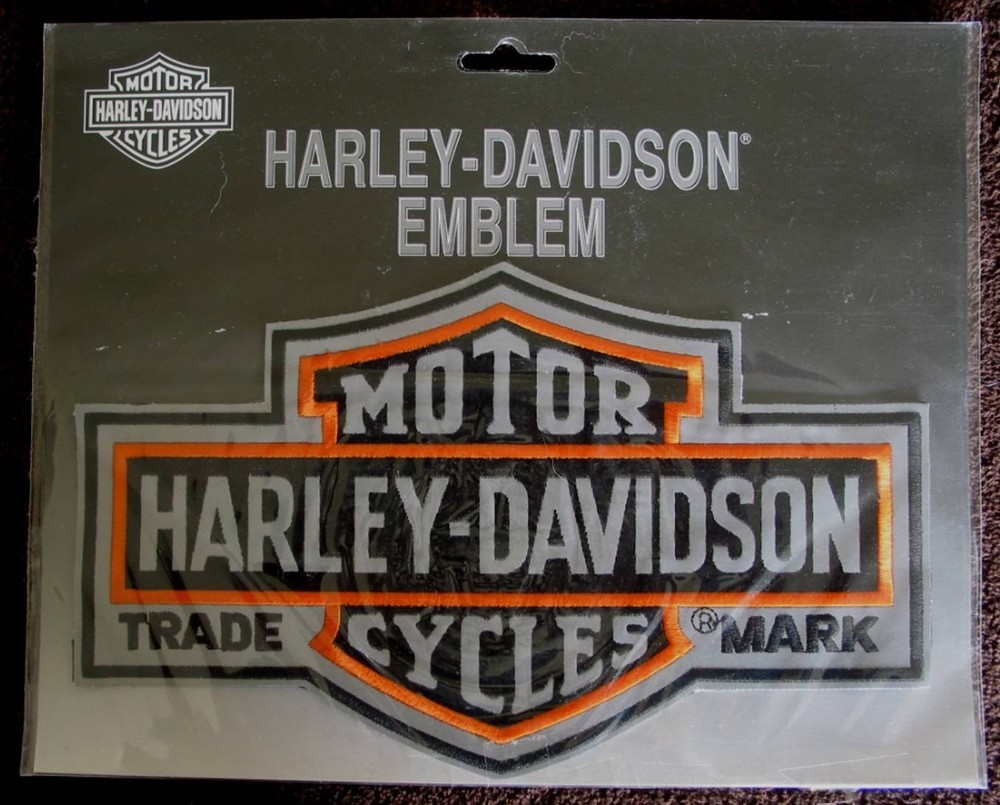 MOTOR
HARLEY-DAVIDSON
CYCLES
HARLEY-DAVIDSON®
EMBLEM
MOTOR
HARLEY-DAVIDSON
TRADE ® MARK
CYCLES